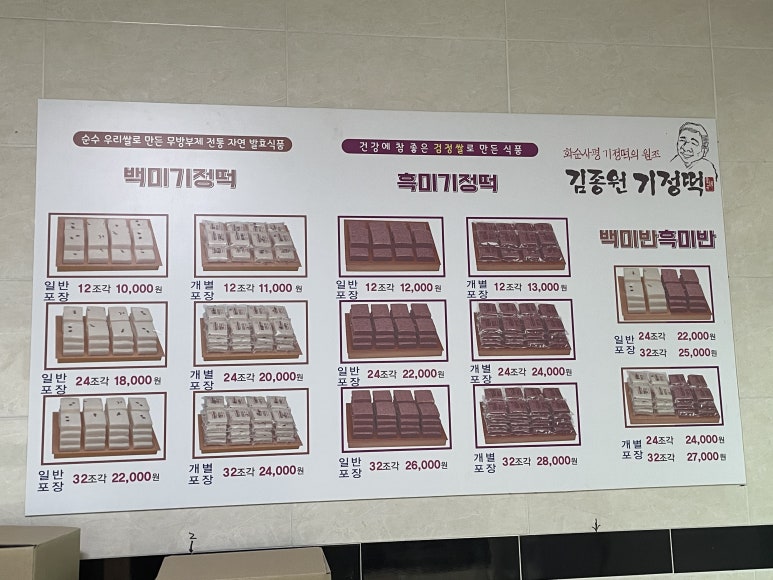 순수 우리쌀로 만든 무방부제 전통 자연 발효식품
백미기정떡
일반포장 12조각 10,000원
개별포장 12조각 11,000원
일반포장 24조각 18,000원
개별포장 24조각 20,000원
일반포장 32조각 22,000원
개별포장 32조각 24,000원
건강에 참 좋은 검정쌀로 만든 식품
흑미기정떡
일반포장 12조각 12,000원
개별포장 12조각 13,000원
일반포장 24조각 22,000원
개별포장 24조각 24,000원
일반포장 32조각 26,000원
개별포장 32조각 28,000원
화순사평 기정떡의 원조
김종원 기정떡
백미반흑미반
일반포장 24조각 22,000원
32조각 25,000원
개별포장 24조각 24,000원
32조각 27,000원
2